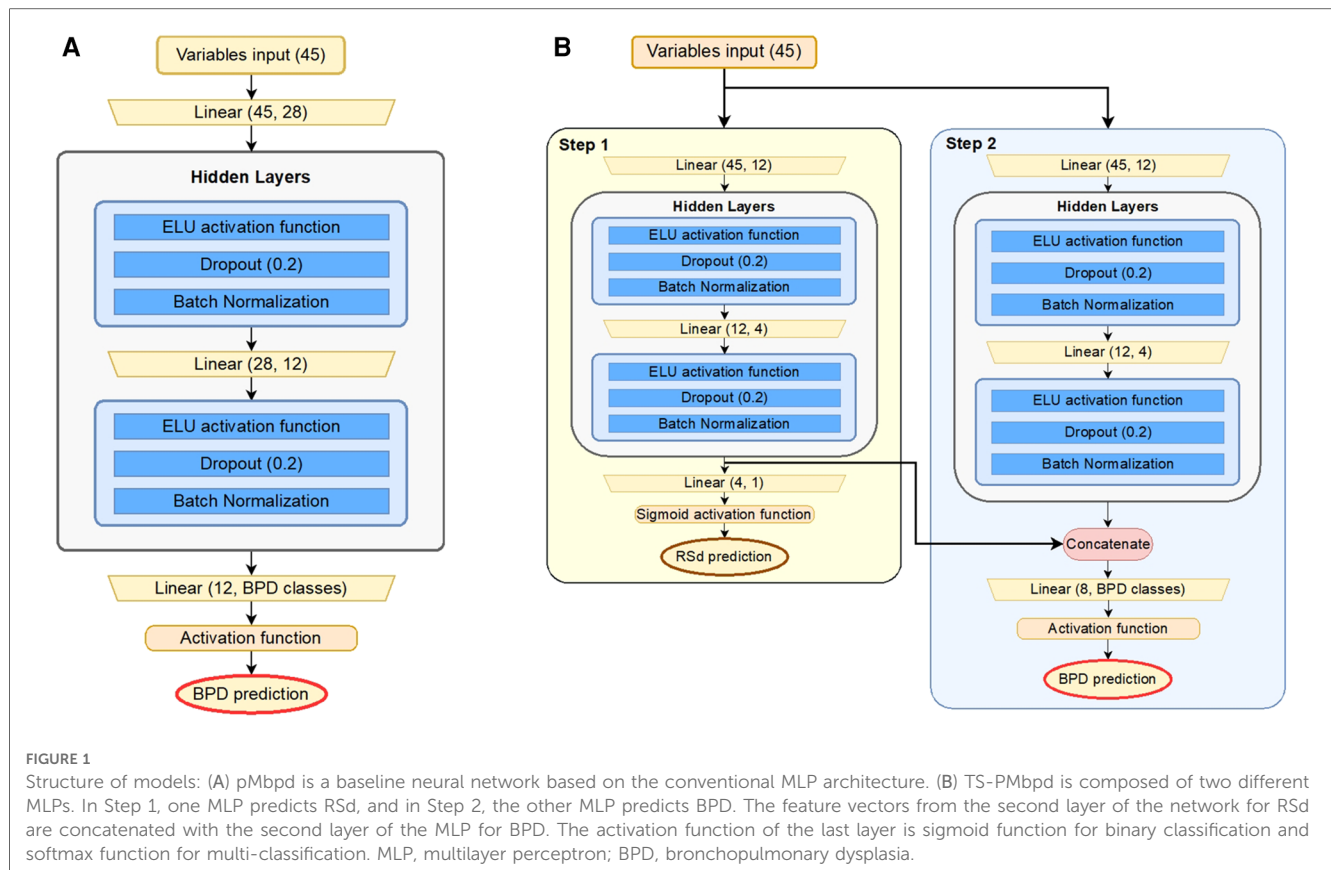 A
Variables input (45)
Linear (45, 28)
Hidden Layers
ELU activation function
Dropout (0.2)
Batch Normalization
Linear (28, 12)
ELU activation function
Dropout (0.2)
Batch Normalization
Linear (12, BPD classes)
Activation function
BPD prediction
B
Variables input (45)
Step 1
Linear (45, 12)
Hidden Layers
ELU activation function
Dropout (0.2)
Batch Normalization
Linear (12, 4)
ELU activation function
Dropout (0.2)
Batch Normalization
Linear (4, 1)
Sigmoid activation function
RSd prediction
Step 2
Linear (45, 12)
Hidden Layers
ELU activation function
Dropout (0.2)
Batch Normalization
Linear (12, 4)
ELU activation function
Dropout (0.2)
Batch Normalization
Concatenate
Linear (8, BPD classes)
Activation function
BPD prediction
FIGURE 1
Structure of models: (A) pMbpd is a baseline neural network based on the conventional MLP architecture. (B) TS-PMbpd is composed of two different
MLPs. In Step 1, one MLP predicts RSd, and in Step 2, the other MLP predicts BPD. The feature vectors from the second layer of the network for RSd
are concatenated with the second layer of the MLP for BPD. The activation function of the last layer is sigmoid function for binary classification and
softmax function for multi-classification. MLP, multilayer perceptron; BPD, bronchopulmonary dysplasia.